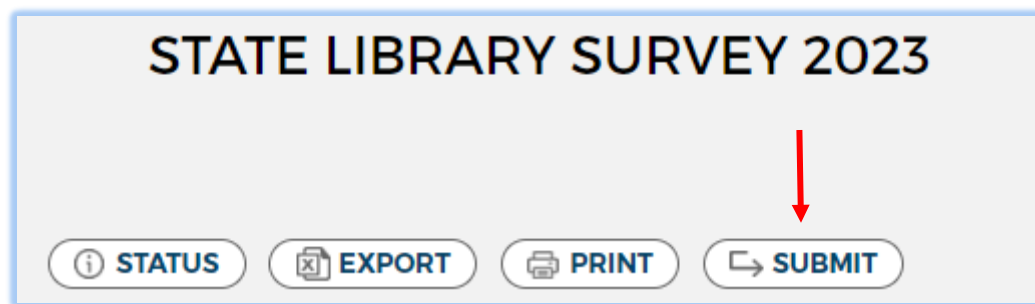 STATE LIBRARY SURVEY 2023
STATUS EXPORT PRINT SUBMIT